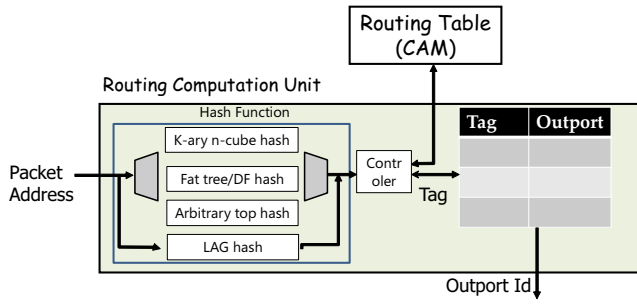 Routing Table
(CAM)
Routing Computation Unit
Hash Function
K-ary n-cube hash
Fat tree/DF hash
Arbitrary top hash
LAG hash
Packet
Address
Contr
oler
Tag
Tag Outport
Outport Id